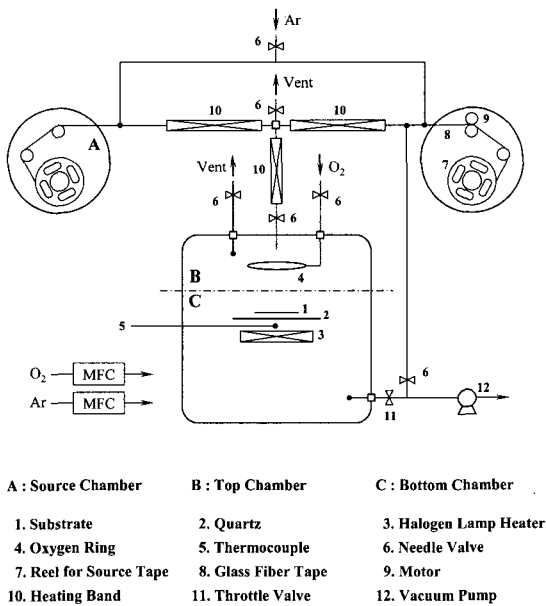 Ar
6
Vent
6
10
10
9
A
8
7
Vent
10
O2
6
6
6
B
4
C
1
2
5
3
O2 MFC
6
12
Ar MFC
11
A : Source Chamber B : Top Chamber C : Bottom Chamber
1. Substrate 2. Quartz 3. Halogen Lamp Heater
4. Oxygen Ring 5. Thermocouple 6. Needle Valve
7. Reel for Source Tape 8. Glass Fiber Tape 9. Motor
10. Heating Band 11. Throttle Valve 12. Vacuum Pump